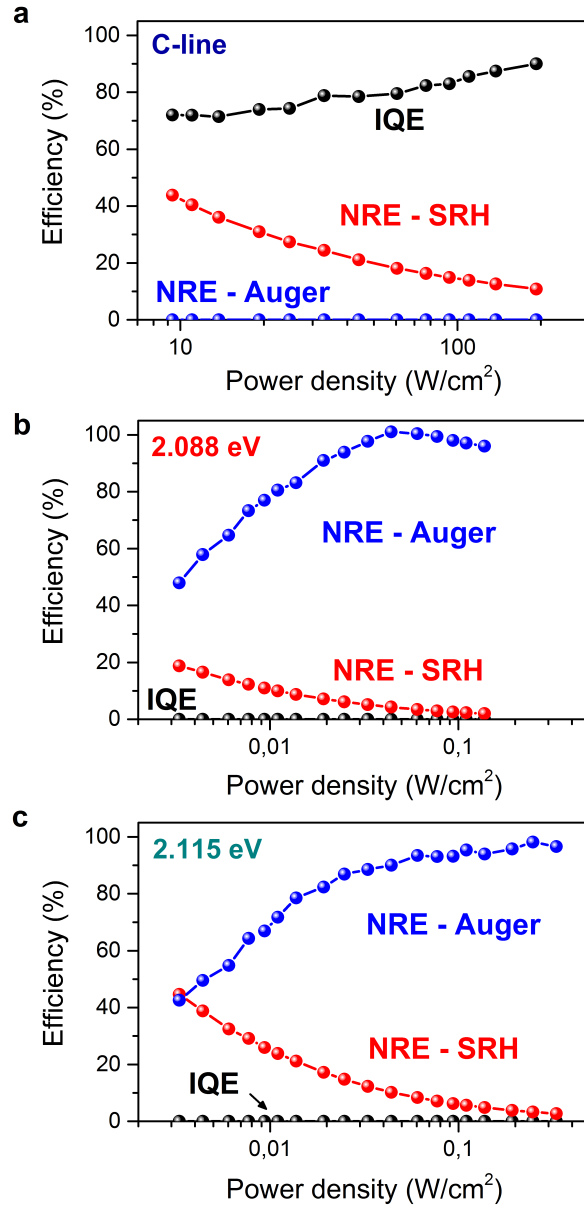 a
C-line
100
80
60
40
20
0
Efficiency (%)
IQE
NRE - SRH
NRE - Auger
10
100
Power density (W/cm²)
b
2.088 eV
100
80
60
40
20
0
Efficiency (%)
NRE - Auger
NRE - SRH
IQE
0,01
0,1
Power density (W/cm²)
c
2.115 eV
100
80
60
40
20
0
Efficiency (%)
NRE - Auger
NRE - SRH
IQE
0,01
0,1
Power density (W/cm²)